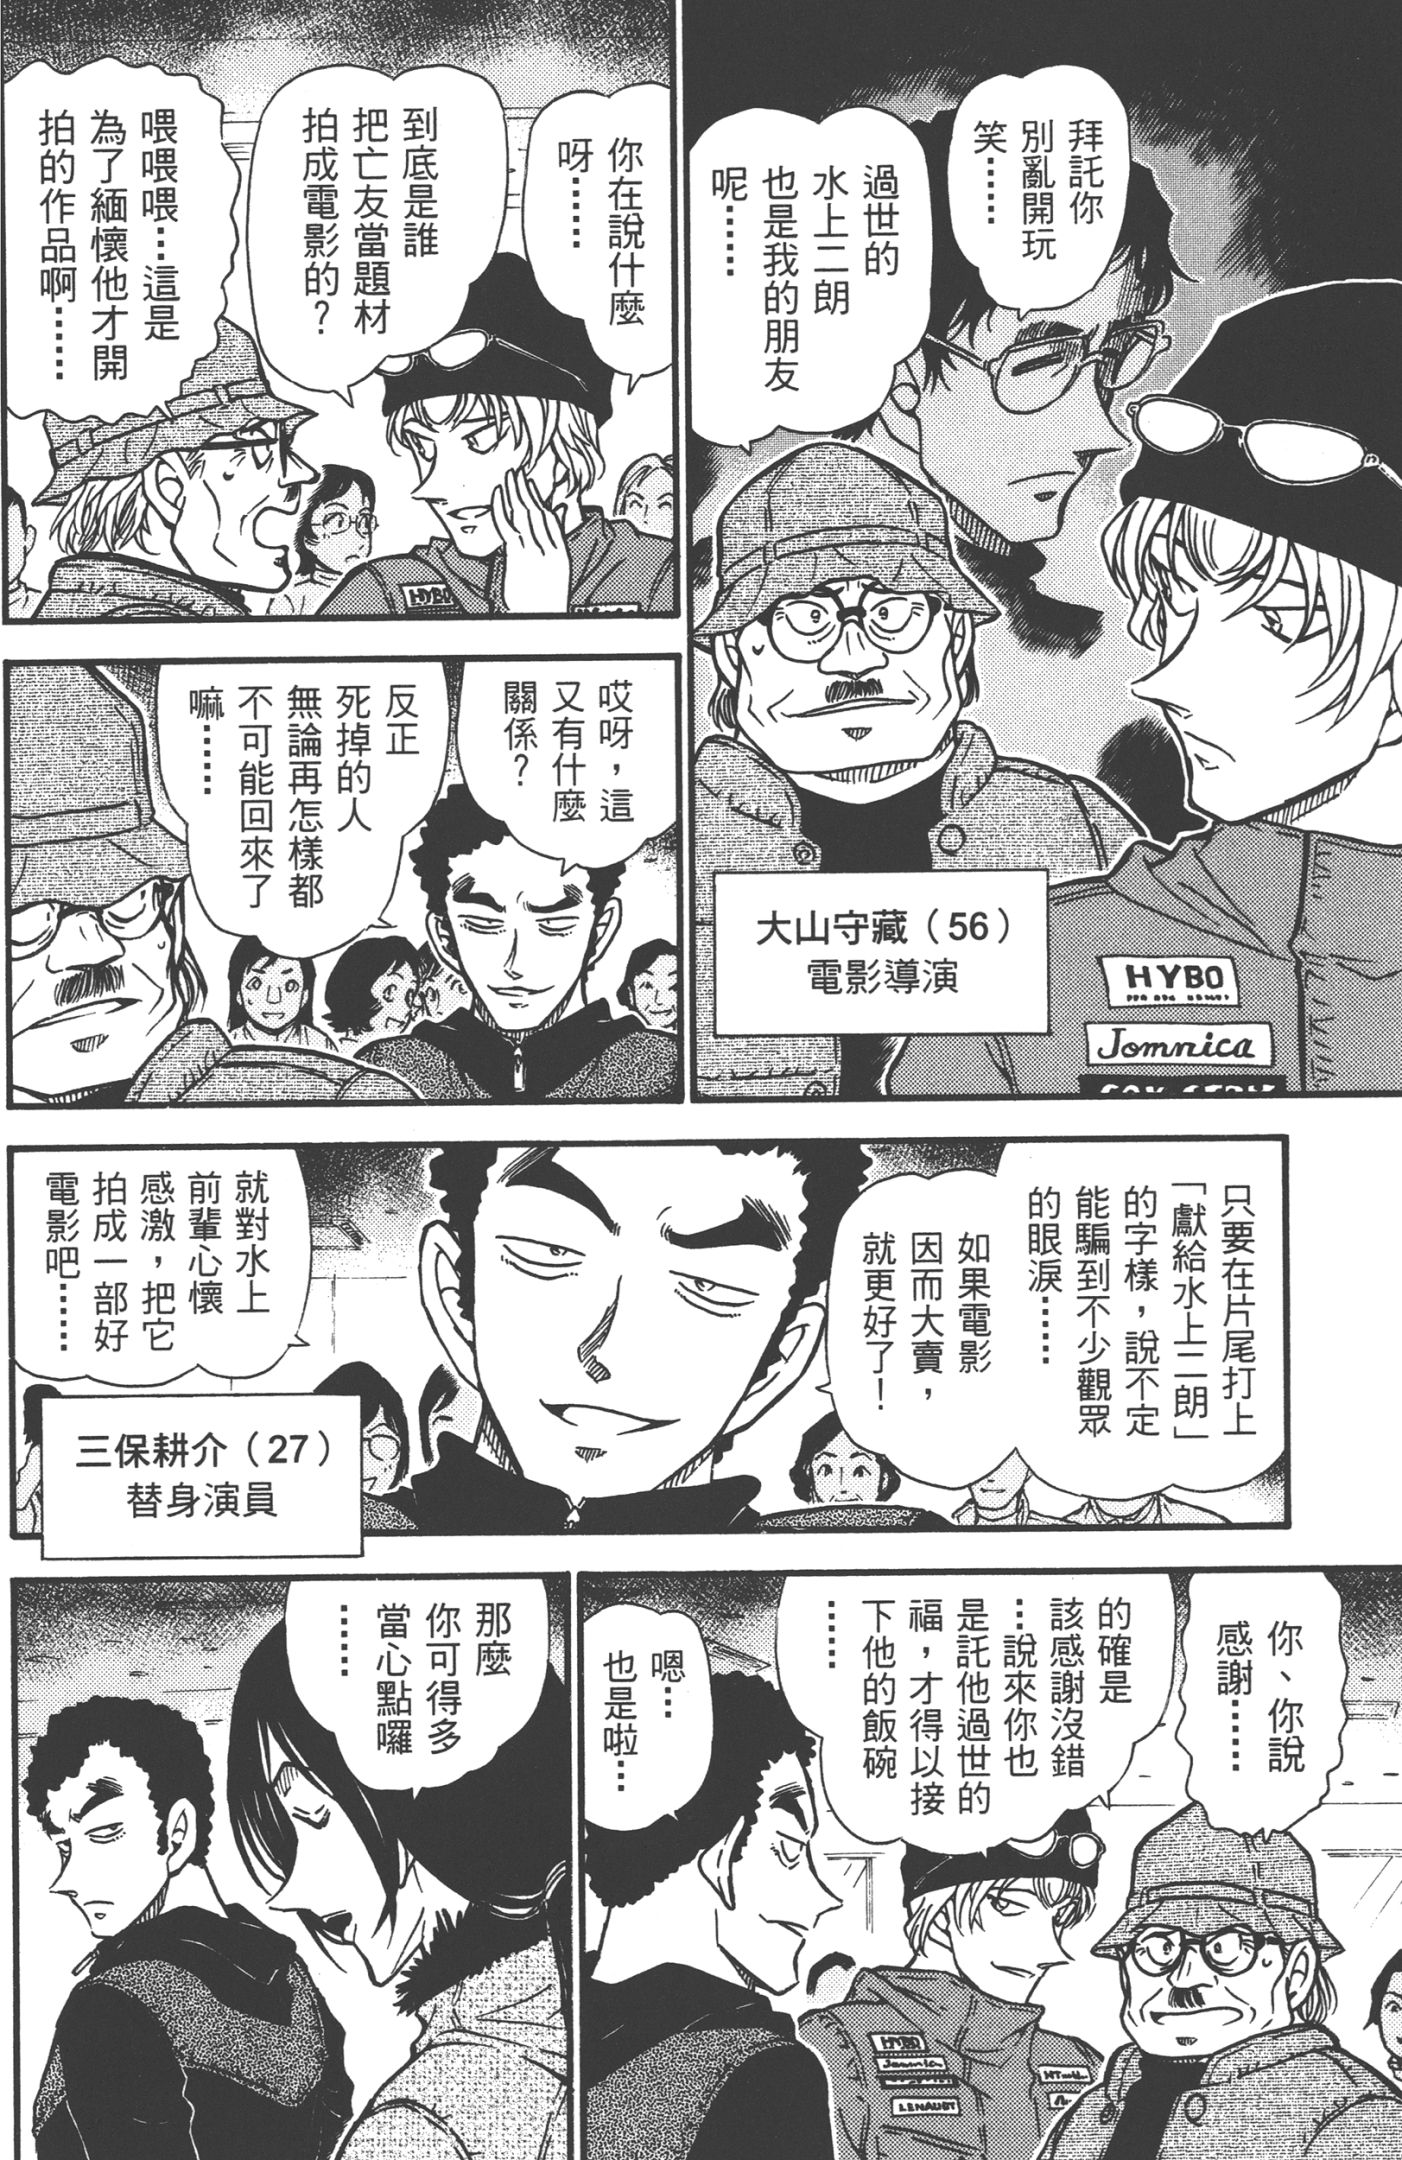 拜託你
別亂開玩
笑……
過世的
水上二朗
也是我的朋友
呢……
大山守藏（56）
電影導演
HYBO
Jomnica
你在說什麼
呀……
到底是誰
把亡友當題材
拍成電影的？
喂喂喂…這是
為了緬懷他才開
拍的作品啊……
HYBO
哎呀，這
又有什麼
關係？
反正
死掉的人
無論再怎樣都
不可能回來了
嘛……
只要在片尾打上
「獻給水上二朗」
的字樣，說不定
能騙到不少觀眾
的眼淚……
如果電影
因而大賣，
就更好了！
就對水上
前輩心懷
感激，把它
拍成一部好
電影吧……
三保耕介（27）
替身演員
你、你說
感謝……
的確是
該感謝沒錯
…說來你也
是託他過世的
福，才得以接
下他的飯碗
……
嗯…
也是啦…
HYBO
LENAUDT
那麼
你可得多
當心點囉
……